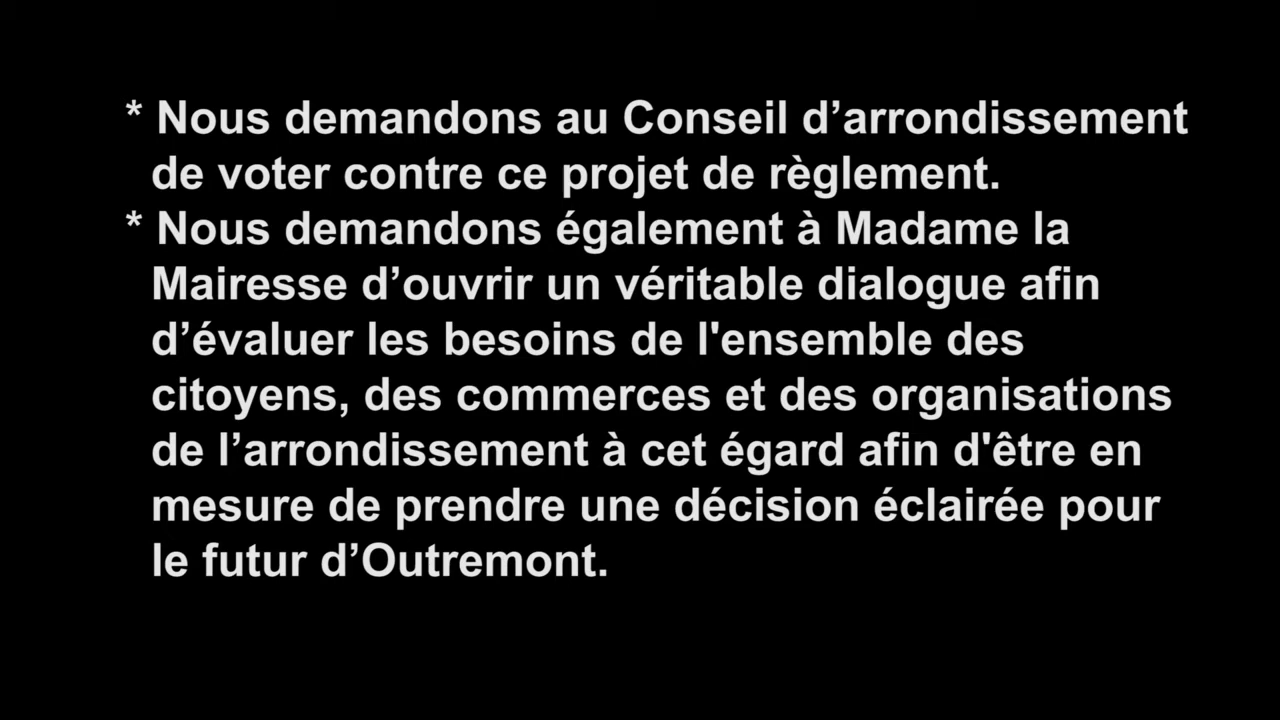 * Nous demandons au Conseil d’arrondissement
de voter contre ce projet de règlement.
* Nous demandons également à Madame la
Mairesse d’ouvrir un véritable dialogue afin
d’évaluer les besoins de l'ensemble des
citoyens, des commerces et des organisations
de l’arrondissement à cet égard afin d'être en
mesure de prendre une décision éclairée pour
le futur d’Outremont.